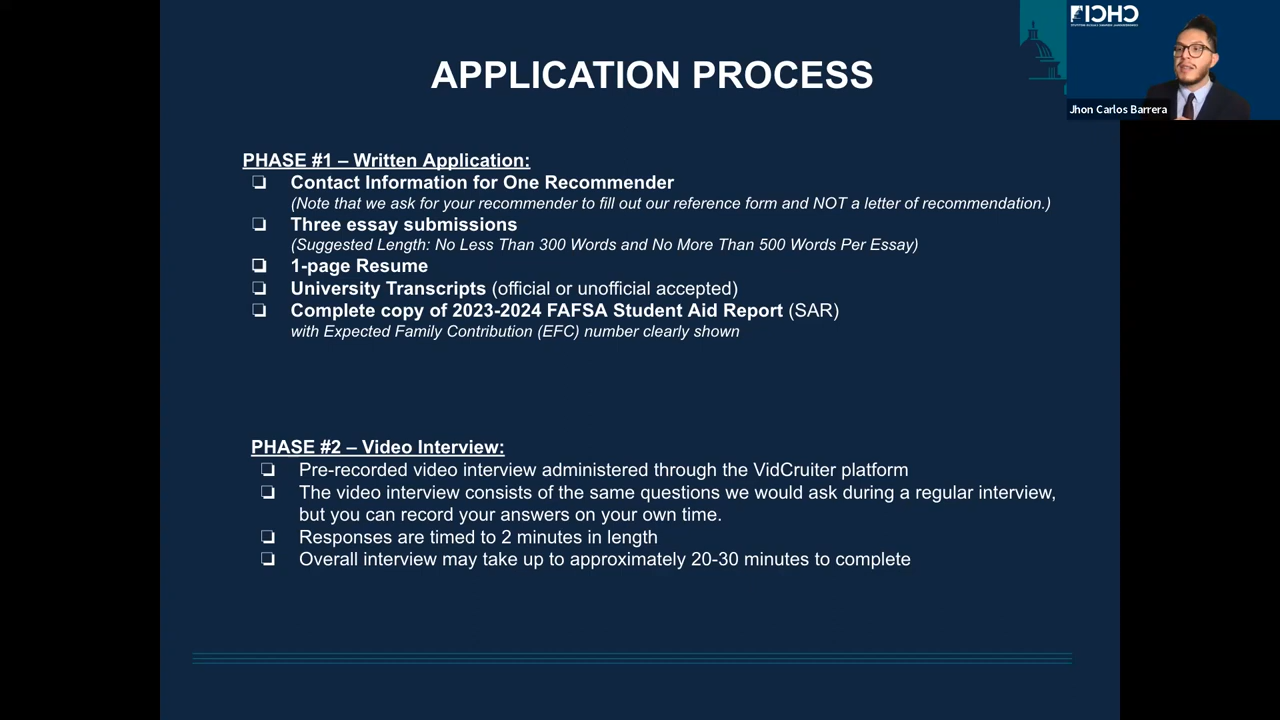 APPLICATION PROCESS
CHCI
Jhon Carlos Barrera
PHASE #1 – Written Application:
❏ Contact Information for One Recommender
(Note that we ask for your recommender to fill out our reference form and NOT a letter of recommendation.)
❏ Three essay submissions
(Suggested Length: No Less Than 300 Words and No More Than 500 Words Per Essay)
❏ 1-page Resume
❏ University Transcripts (official or unofficial accepted)
❏ Complete copy of 2023-2024 FAFSA Student Aid Report (SAR)
with Expected Family Contribution (EFC) number clearly shown
PHASE #2 – Video Interview:
❏ Pre-recorded video interview administered through the VidCruiter platform
❏ The video interview consists of the same questions we would ask during a regular interview,
but you can record your answers on your own time.
❏ Responses are timed to 2 minutes in length
❏ Overall interview may take up to approximately 20-30 minutes to complete